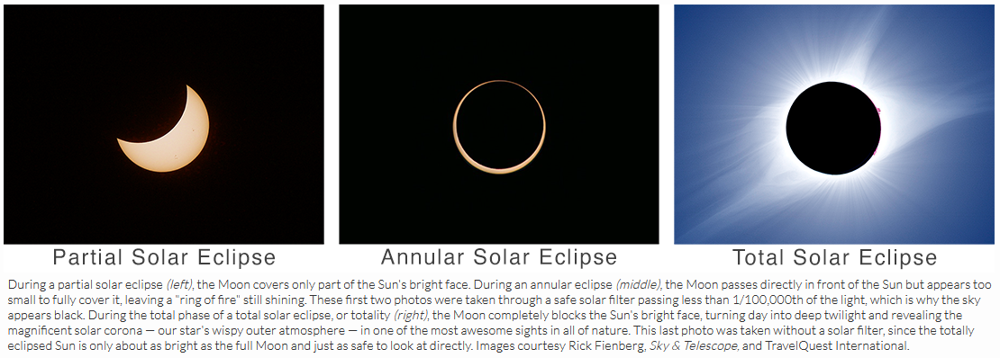 Partial Solar Eclipse
Annular Solar Eclipse
Total Solar Eclipse
During a partial solar eclipse (left), the Moon covers only part of the Sun's bright face. During an annular eclipse (middle), the Moon passes directly in front of the Sun but appears too
small to fully cover it, leaving a "ring of fire" still shining. These first two photos were taken through a safe solar filter passing less than 1/100,000th of the light, which is why the sky
appears black. During the total phase of a total solar eclipse, or totality (right), the Moon completely blocks the Sun's bright face, turning day into deep twilight and revealing the
magnificent solar corona — our star's wispy outer atmosphere — in one of the most awesome sights in all of nature. This last photo was taken without a solar filter, since the totally
eclipsed Sun is only about as bright as the full Moon and just as safe to look at directly. Images courtesy Rick Fienberg, Sky & Telescope, and TravelQuest International.